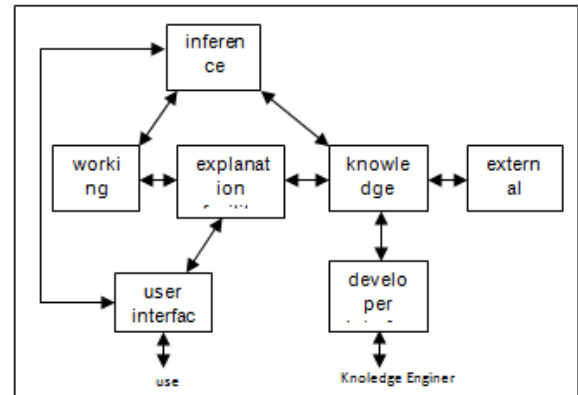 inferen
ce
worki
ng
explanat
ion
knowle
dge
extern
al
user
interfac
develo
per
use
Knoledge Enginer